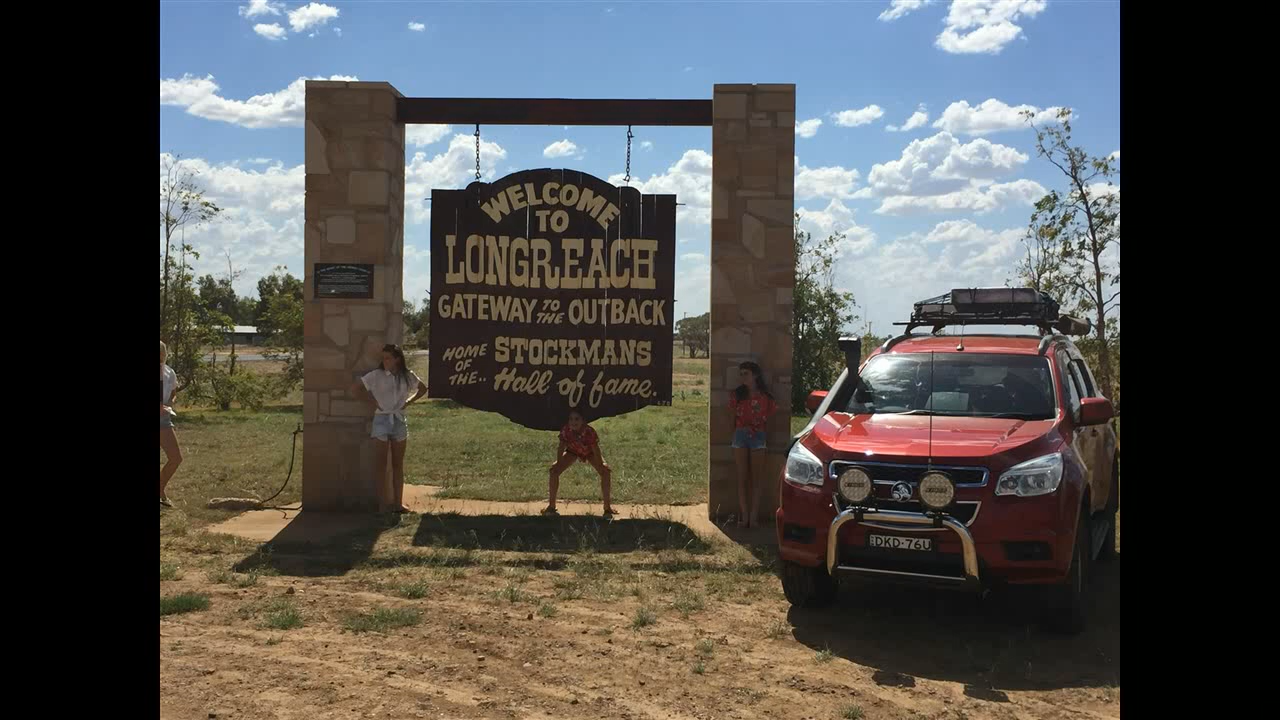 WELCOME
TO
LONGREACH
GATEWAY TO THE OUTBACK
HOME OF THE.. STOCKMANS
Hall of fame.
DKD·76U